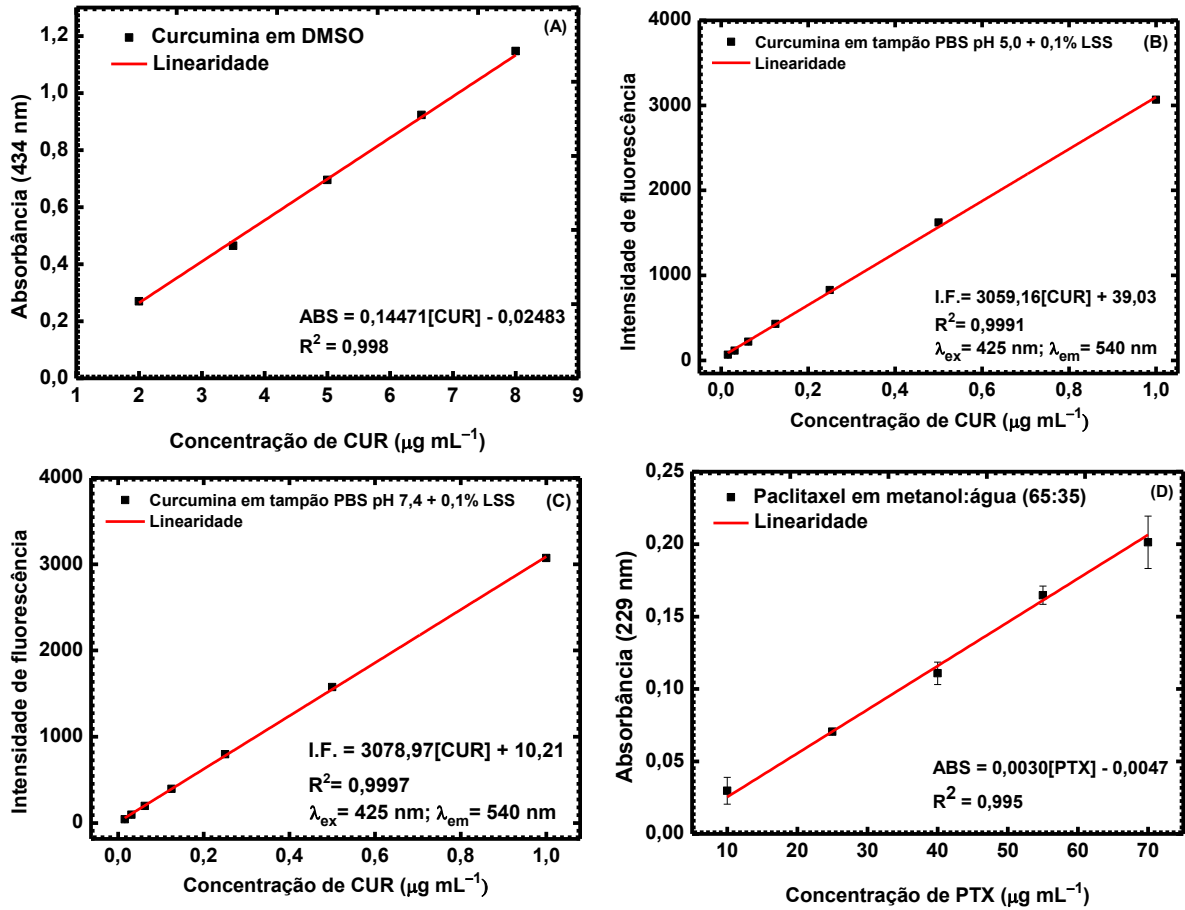 (A)
Curcumina em DMSO
Linearidade
Absorbância (434 nm)
1,2
1,0
0,8
0,6
0,4
0,2
0,0
ABS = 0,14471[CUR] - 0,02483
R² = 0,998
1 2 3 4 5 6 7 8 9
Concentração de CUR (μg mL⁻¹)
(B)
Curcumina em tampão PBS pH 5,0 + 0,1% LSS
Linearidade
Intensidade de fluorescência
4000
3000
2000
1000
0
I.F.= 3059,16[CUR] + 39,03
R²= 0,9991
λex= 425 nm; λem= 540 nm
0,0 0,2 0,4 0,6 0,8 1,0
Concentração de CUR (μg mL⁻¹)
(C)
Curcumina em tampão PBS pH 7,4 + 0,1% LSS
Linearidade
Intensidade de fluorescência
4000
3000
2000
1000
0
I.F. = 3078,97[CUR] + 10,21
R²= 0,9997
λex= 425 nm; λem= 540 nm
0,0 0,2 0,4 0,6 0,8 1,0
Concentração de CUR (μg mL⁻¹)
(D)
Paclitaxel em metanol:água (65:35)
Linearidade
Absorbância (229 nm)
0,25
0,20
0,15
0,10
0,05
0,00
ABS = 0,0030[PTX] - 0,0047
R² = 0,995
10 20 30 40 50 60 70
Concentração de PTX (μg mL⁻¹)